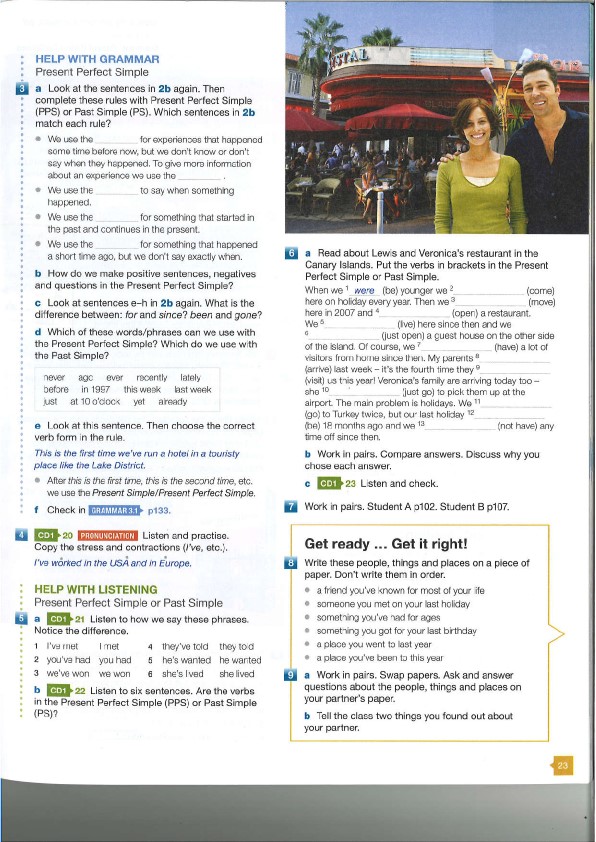 HELP WITH GRAMMAR
Present Perfect Simple
3 a Look at the sentences in 2b again. Then
complete these rules with Present Perfect Simple
(PPS) or Past Simple (PS). Which sentences in 2b
match each rule?
• We use the ________ for experiences that happened
some time before now, but we don't know or don't
say when they happened. To give more information
about an experience we use the ________ .
• We use the ________ to say when something
happened.
• We use the ________ for something that started in
the past and continues in the present.
• We use the ________ for something that happened
a short time ago, but we don't say exactly when.
b How do we make positive sentences, negatives
and questions in the Present Perfect Simple?
c Look at sentences e–h in 2b again. What is the
difference between: for and since? been and gone?
d Which of these words/phrases can we use with
the Present Perfect Simple? Which do we use with
the Past Simple?
never ago ever recently lately
before in 1997 this week last week
just at 10 o'clock yet already
e Look at this sentence. Then choose the correct
verb form in the rule.
This is the first time we've run a hotel in a touristy
place like the Lake District.
• After this is the first time, this is the second time, etc.
we use the Present Simple/Present Perfect Simple.
f Check in GRAMMAR 3.1 p133.
4 CD1 20 PRONUNCIATION Listen and practise.
Copy the stress and contractions (I've, etc.).
I've worked in the USA and in Europe.
HELP WITH LISTENING
Present Perfect Simple or Past Simple
5 a CD1 21 Listen to how we say these phrases.
Notice the difference.
1 I've met I met 4 they've told they told
2 you've had you had 5 he's wanted he wanted
3 we've won we won 6 she's lived she lived
b CD1 22 Listen to six sentences. Are the verbs
in the Present Perfect Simple (PPS) or Past Simple
(PS)?
6 a Read about Lewis and Veronica's restaurant in the
Canary Islands. Put the verbs in brackets in the Present
Perfect Simple or Past Simple.
When we 1 were (be) younger we 2________ (come)
here on holiday every year. Then we 3________ (move)
here in 2007 and 4________ (open) a restaurant.
We 5________ (live) here since then and we
6________ (just open) a guest house on the other side
of the island. Of course, we 7________ (have) a lot of
visitors from home since then. My parents 8________
(arrive) last week – it's the fourth time they 9________
(visit) us this year! Veronica's family are arriving today too –
she 10________ (just go) to pick them up at the
airport. The main problem is holidays. We 11________
(go) to Turkey twice, but our last holiday 12________
(be) 18 months ago and we 13________ (not have) any
time off since then.
b Work in pairs. Compare answers. Discuss why you
chose each answer.
c CD1 23 Listen and check.
7 Work in pairs. Student A p102. Student B p107.
Get ready ... Get it right!
8 Write these people, things and places on a piece of
paper. Don't write them in order.
• a friend you've known for most of your life
• someone you met on your last holiday
• something you've had for ages
• something you got for your last birthday
• a place you went to last year
• a place you've been to this year
9 a Work in pairs. Swap papers. Ask and answer
questions about the people, things and places on
your partner's paper.
b Tell the class two things you found out about
your partner.
23